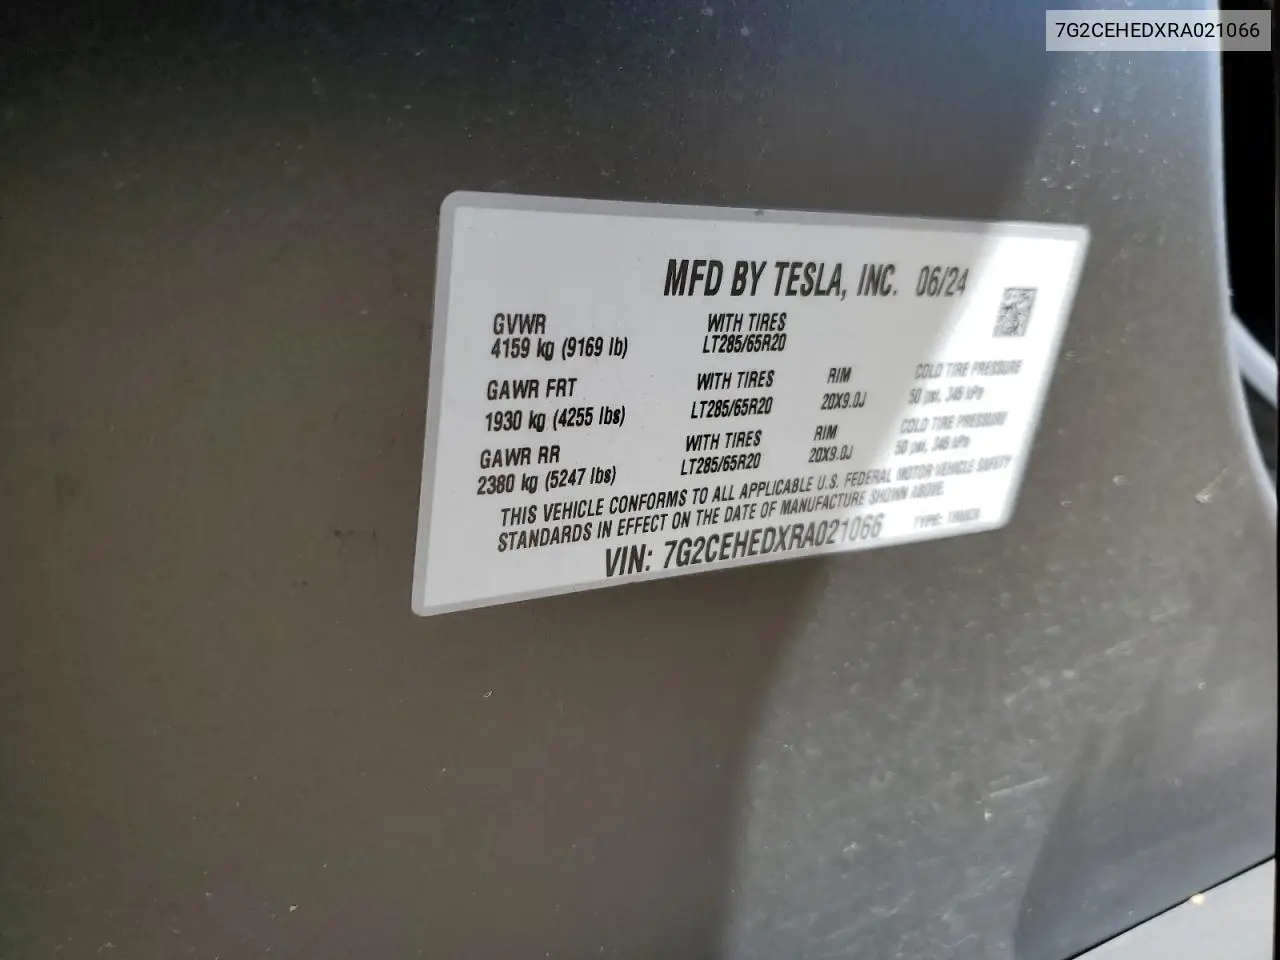 7G2CEHEDXRA021066
MFD BY TESLA, INC. 06/24
GVWR WITH TIRES
4159 kg (9169 lb) LT285/65R20
GAWR FRT WITH TIRES RIM COLD TIRE PRESSURE
1930 kg (4255 lbs) LT285/65R20 20X9.0J 50 psi, 345 kPa
GAWR RR WITH TIRES RIM COLD TIRE PRESSURE
2380 kg (5247 lbs) LT285/65R20 20X9.0J 50 psi, 345 kPa
THIS VEHICLE CONFORMS TO ALL APPLICABLE U.S. FEDERAL MOTOR VEHICLE SAFETY
STANDARDS IN EFFECT ON THE DATE OF MANUFACTURE SHOWN ABOVE.
VIN: 7G2CEHEDXRA021066 TYPE: TRUCK